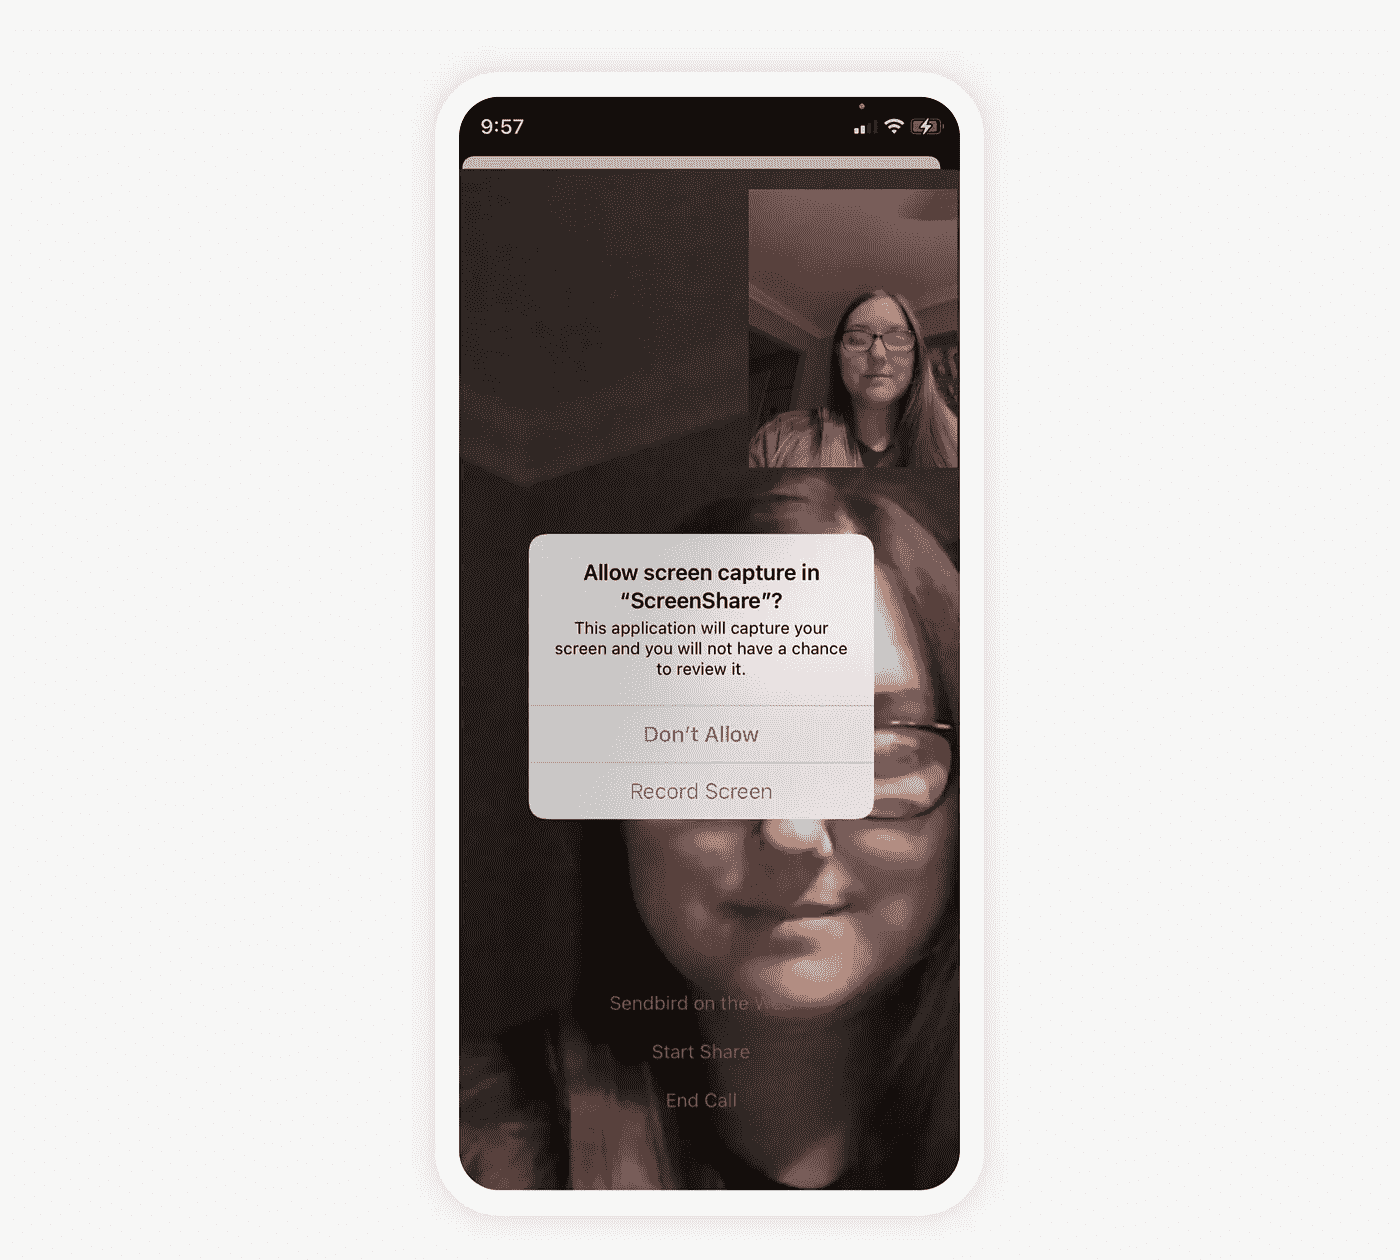 9:57
Allow screen capture in
“ScreenShare”?
This application will capture your
screen and you will not have a chance
to review it.
Don’t Allow
Record Screen
Sendbird on the Web
Start Share
End Call